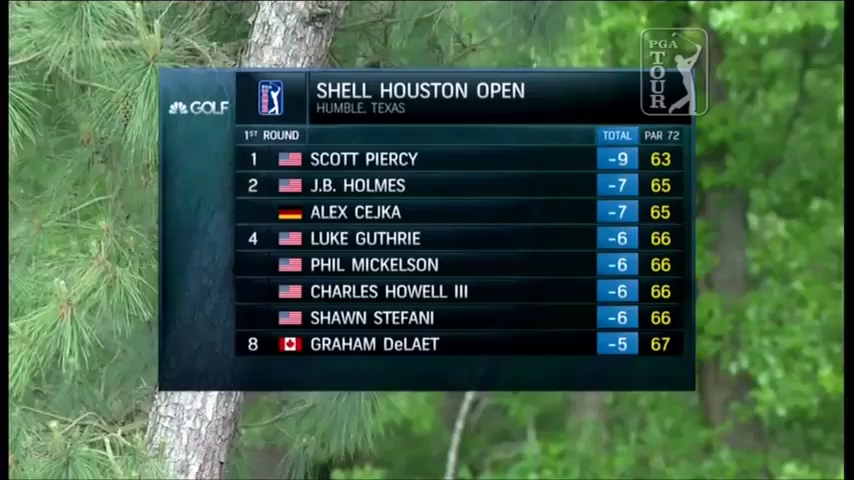 PGA TOUR
GOLF
SHELL HOUSTON OPEN
HUMBLE, TEXAS
1ST ROUND TOTAL PAR 72
1 SCOTT PIERCY -9 63
2 J.B. HOLMES -7 65
ALEX CEJKA -7 65
4 LUKE GUTHRIE -6 66
PHIL MICKELSON -6 66
CHARLES HOWELL III -6 66
SHAWN STEFANI -6 66
8 GRAHAM DeLAET -5 67